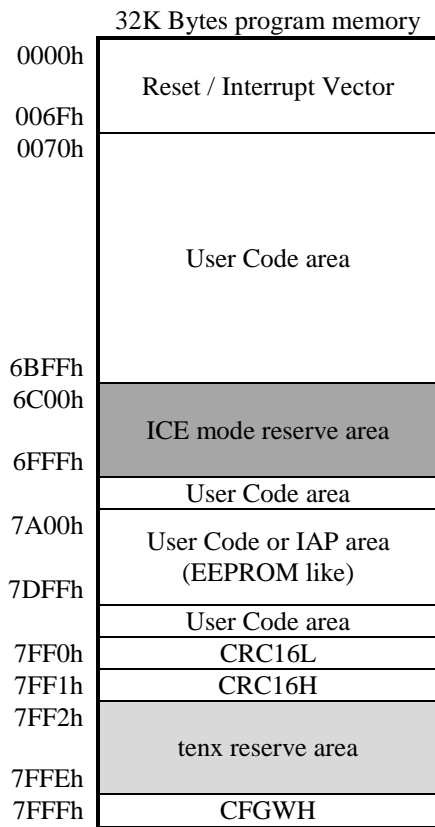 32K Bytes program memory
0000h
Reset / Interrupt Vector
006Fh
0070h
User Code area
6BFFh
6C00h
ICE mode reserve area
6FFFh
User Code area
7A00h
User Code or IAP area
(EEPROM like)
7DFFh
User Code area
7FF0h CRC16L
7FF1h CRC16H
7FF2h
tenx reserve area
7FFEh
7FFFh CFGWH